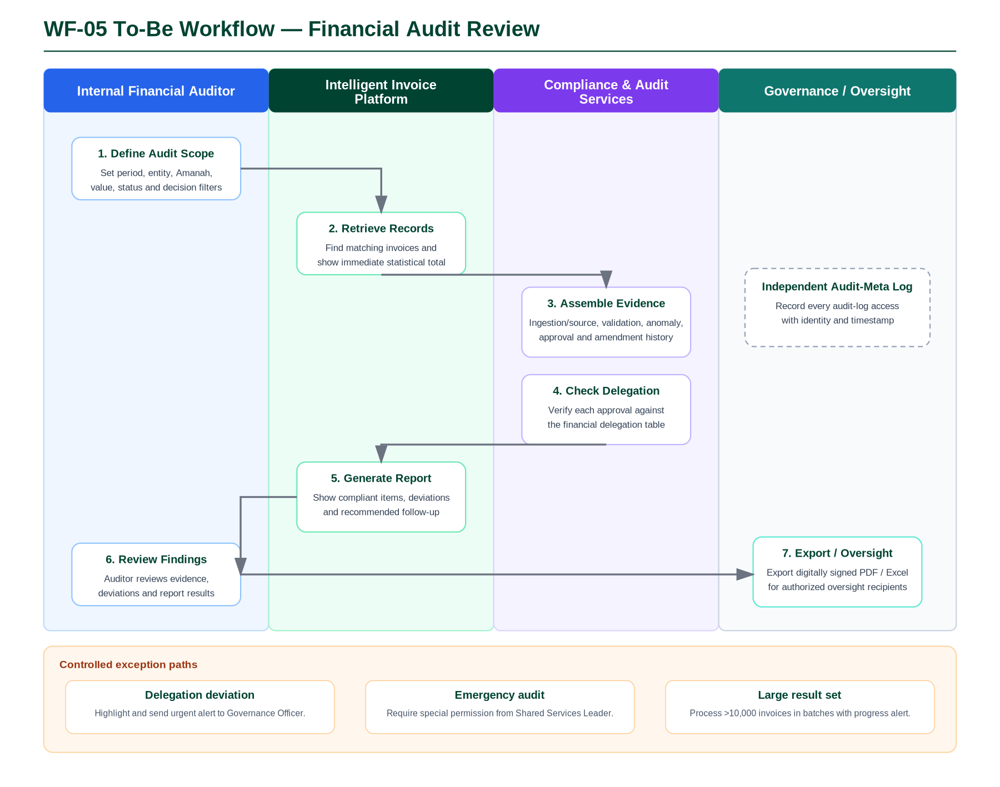 WF-05 To-Be Workflow — Financial Audit Review
Internal Financial Auditor
Intelligent Invoice
Platform
Compliance & Audit
Services
Governance / Oversight
1. Define Audit Scope
Set period, entity, Amanah,
value, status and decision filters
2. Retrieve Records
Find matching invoices and
show immediate statistical total
3. Assemble Evidence
Ingestion/source, validation, anomaly,
approval and amendment history
Independent Audit-Meta Log
Record every audit-log access
with identity and timestamp
4. Check Delegation
Verify each approval against
the financial delegation table
5. Generate Report
Show compliant items, deviations
and recommended follow-up
6. Review Findings
Auditor reviews evidence,
deviations and report results
7. Export / Oversight
Export digitally signed PDF / Excel
for authorized oversight recipients
Controlled exception paths
Delegation deviation
Highlight and send urgent alert to Governance Officer.
Emergency audit
Require special permission from Shared Services Leader.
Large result set
Process >10,000 invoices in batches with progress alert.